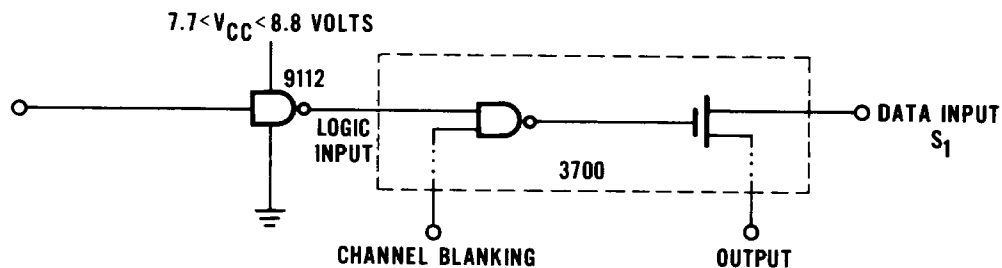 7.7<VCC<8.8 VOLTS
9112
LOGIC
INPUT
3700
DATA INPUT
S1
CHANNEL BLANKING
OUTPUT